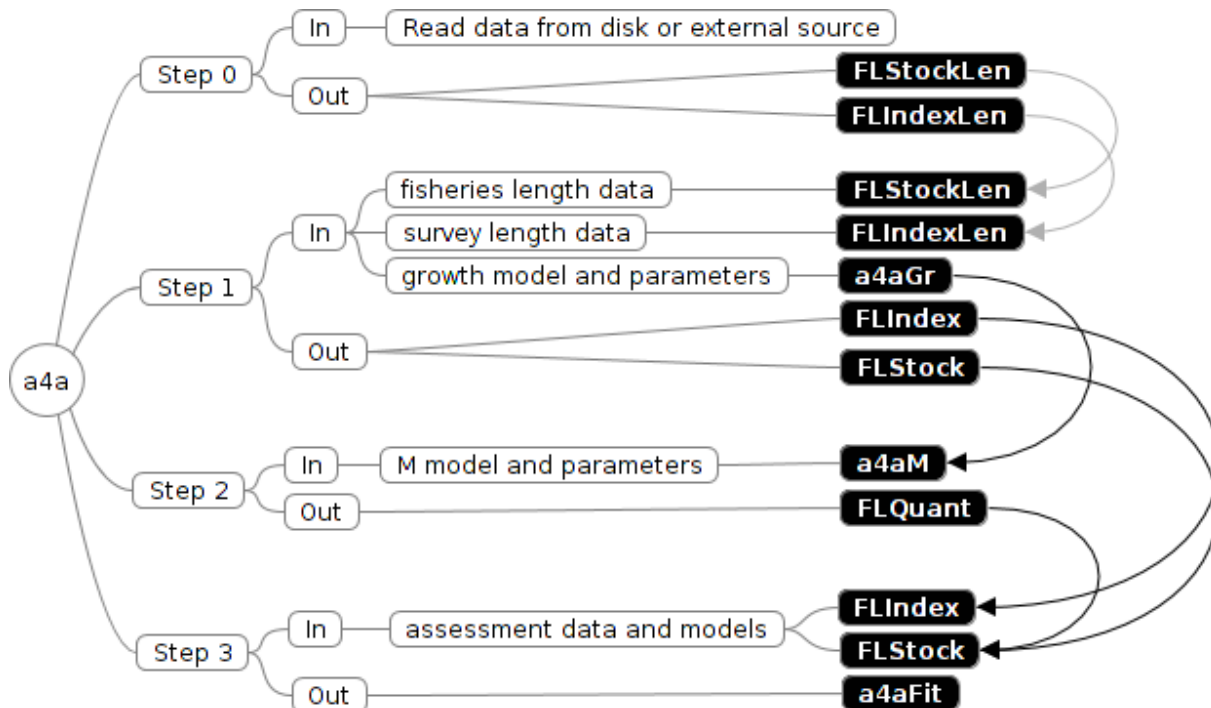 In
Read data from disk or external source
Step 0
Out
FLStockLen
FLIndexLen
fisheries length data
FLStockLen
In
survey length data
FLIndexLen
growth model and parameters
a4aGr
Step 1
FLIndex
Out
FLStock
a4a
In
M model and parameters
a4aM
Step 2
Out
FLQuant
FLIndex
In
assessment data and models
FLStock
Step 3
Out
a4aFit